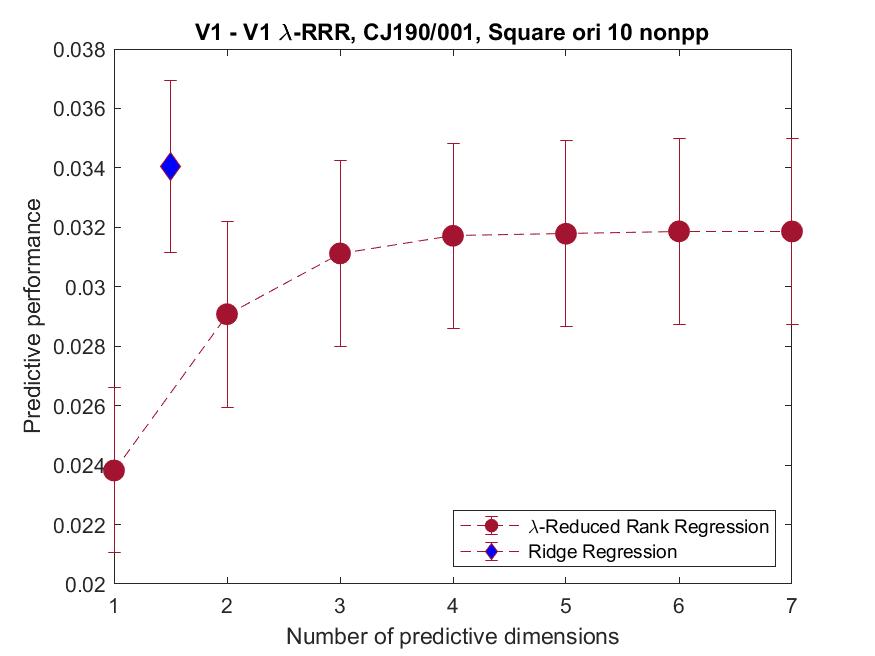 V1 - V1 λ-RRR, CJ190/001, Square ori 10 nonpp
0.038
0.036
0.034
0.032
0.03
0.028
0.026
0.024
0.022
0.02
Predictive performance
1 2 3 4 5 6 7
Number of predictive dimensions
λ-Reduced Rank Regression
Ridge Regression